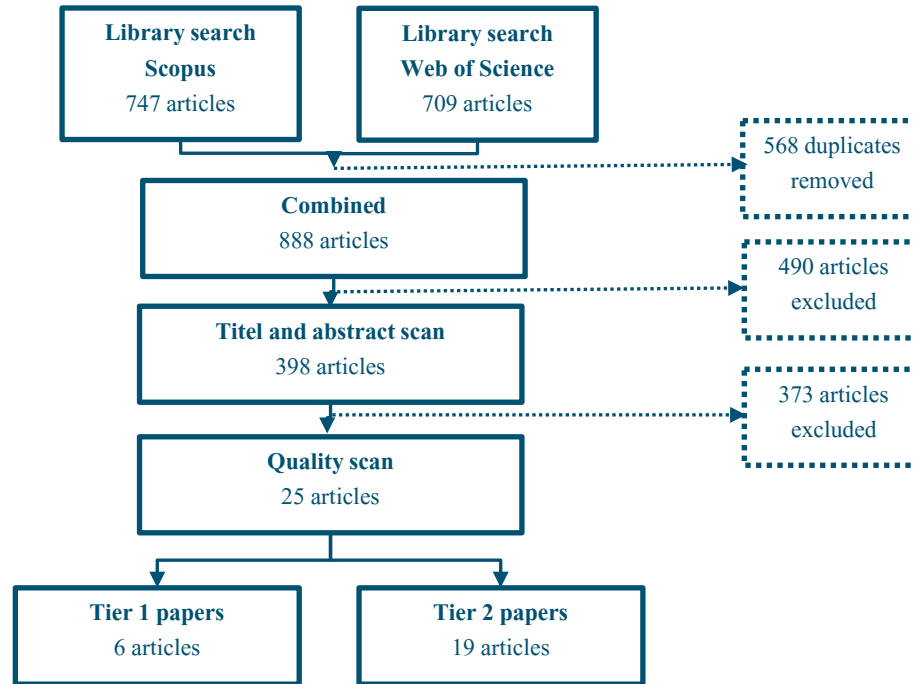 Library search
Scopus
747 articles
Library search
Web of Science
709 articles
568 duplicates
removed
Combined
888 articles
490 articles
excluded
Titel and abstract scan
398 articles
373 articles
excluded
Quality scan
25 articles
Tier 1 papers
6 articles
Tier 2 papers
19 articles